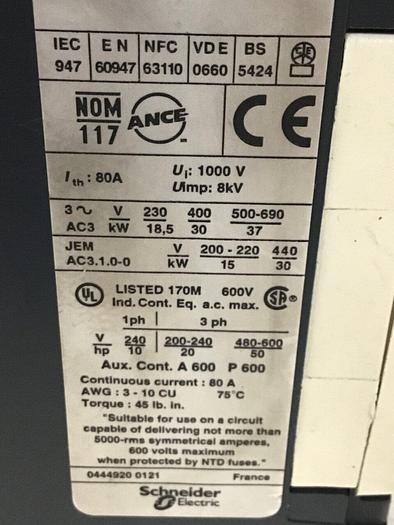 IEC EN NFC VDE BS
947 60947 63110 0660 5424
NOM
117
ANCE
CE
Ith : 80A Ui: 1000 V
Uimp: 8kV
3~ V 230 400 500-690
AC3 kW 18,5 30 37
JEM V 200 - 220 440
AC3.1.0-0 kW 15 30
UL LISTED 170M 600V
Ind. Cont. Eq. a.c. max.
SA
1ph 3 ph
V 240 200-240 480-600
hp 10 20 50
Aux. Cont. A 600 P 600
Continuous current : 80 A
AWG : 3 - 10 CU 75°C
Torque : 45 lb. in.
"Suitable for use on a circuit
capable of delivering not more than
5000-rms symmetrical amperes,
600 volts maximum
when protected by NTD fuses."
0444920 0121 France
Schneider
Electric